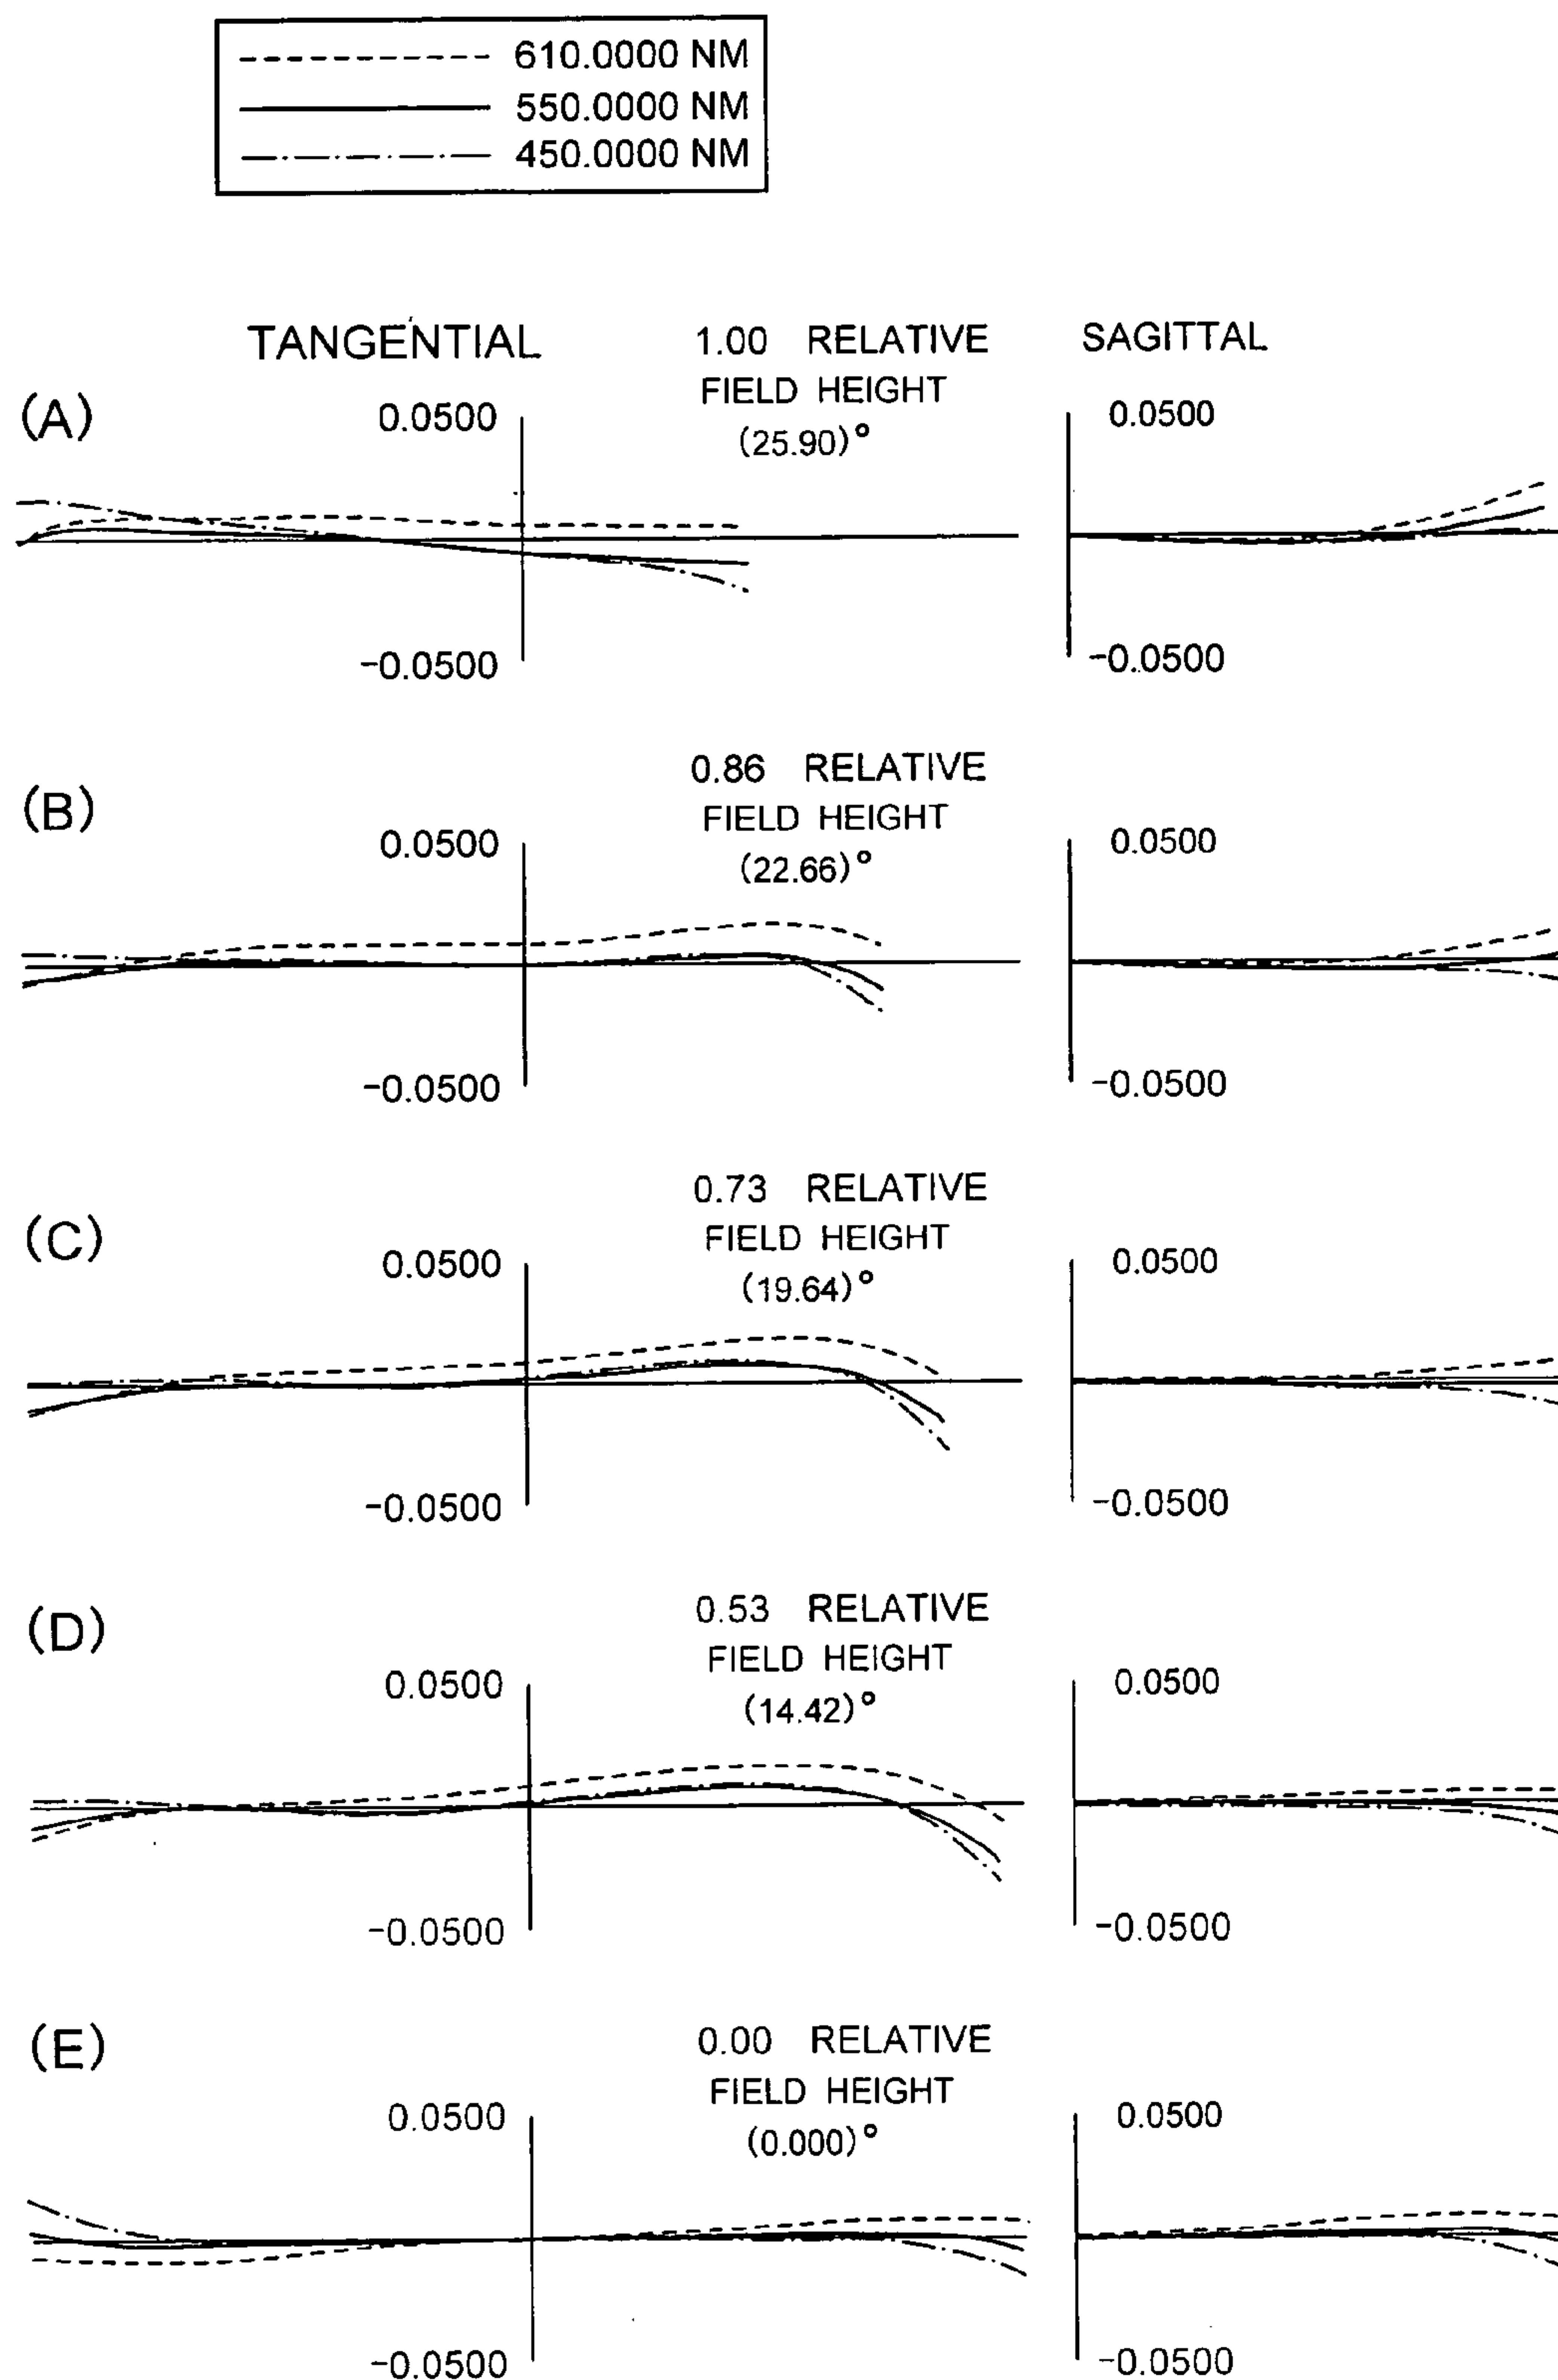 610.0000 NM
550.0000 NM
450.0000 NM
TANGENTIAL
1.00 RELATIVE
FIELD HEIGHT
(25.90)°
SAGITTAL
(A)
0.0500
0.0500
-0.0500
-0.0500
0.86 RELATIVE
FIELD HEIGHT
(22.66)°
(B)
0.0500
0.0500
-0.0500
-0.0500
0.73 RELATIVE
FIELD HEIGHT
(19.64)°
(C)
0.0500
0.0500
-0.0500
-0.0500
0.53 RELATIVE
FIELD HEIGHT
(14.42)°
(D)
0.0500
0.0500
-0.0500
-0.0500
0.00 RELATIVE
FIELD HEIGHT
(0.000)°
(E)
0.0500
0.0500
-0.0500
-0.0500